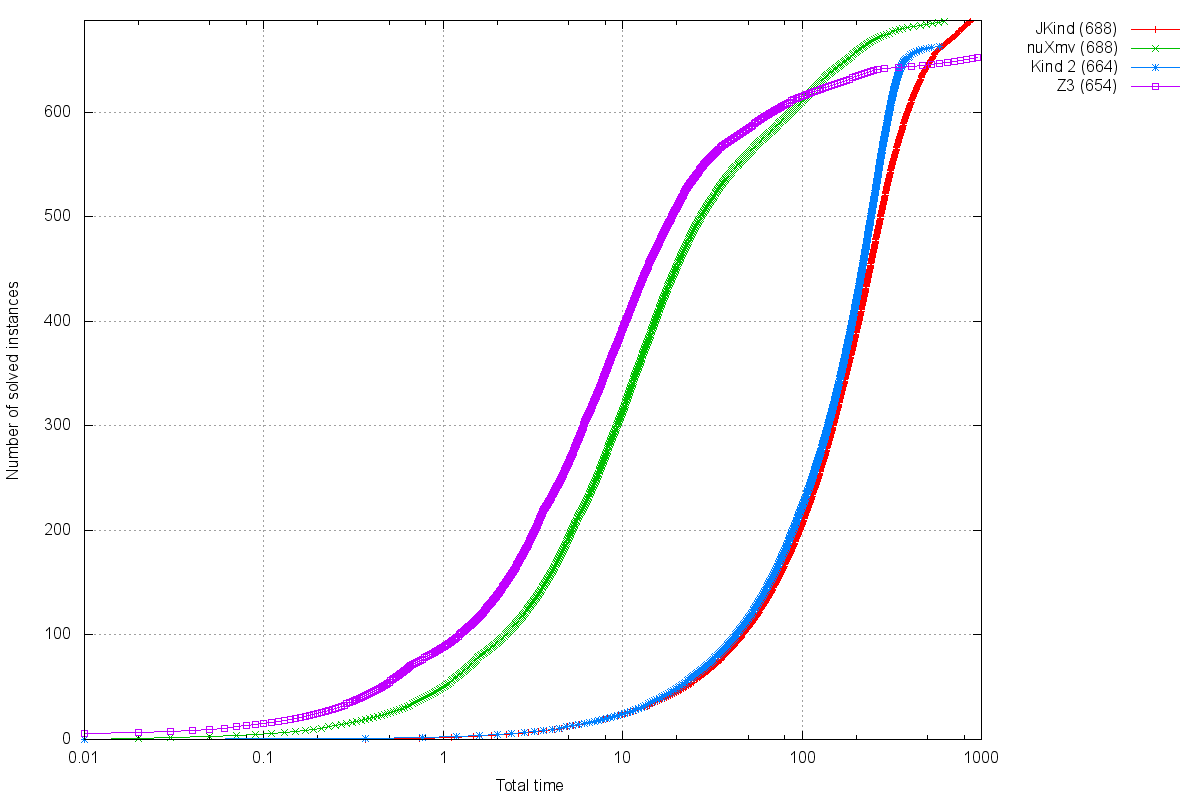 JKind (688)
nuXmv (688)
Kind 2 (664)
Z3 (654)
Number of solved instances
600
500
400
300
200
100
0
0.01 0.1 1 10 100 1000
Total time